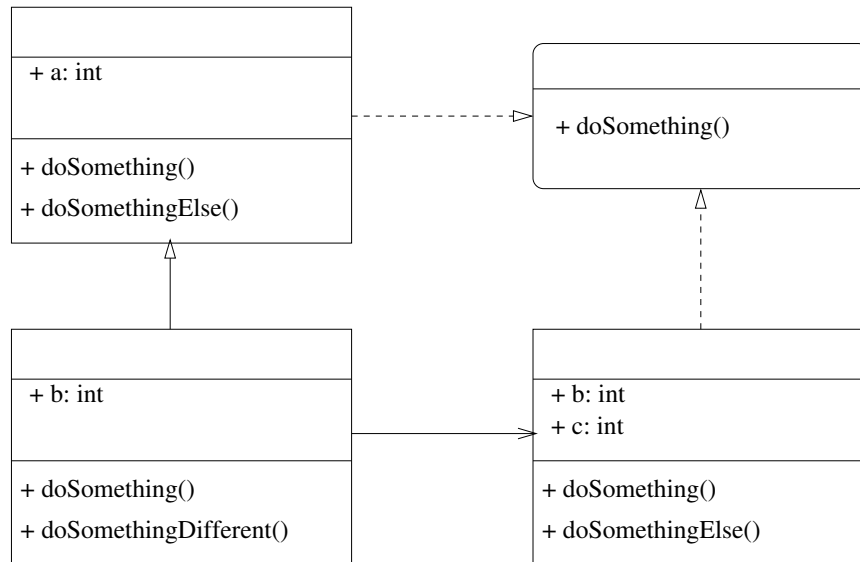 + a: int
+ doSomething()
+ doSomethingElse()
+ doSomething()
+ b: int
+ doSomething()
+ doSomethingDifferent()
+ b: int
+ c: int
+ doSomething()
+ doSomethingElse()